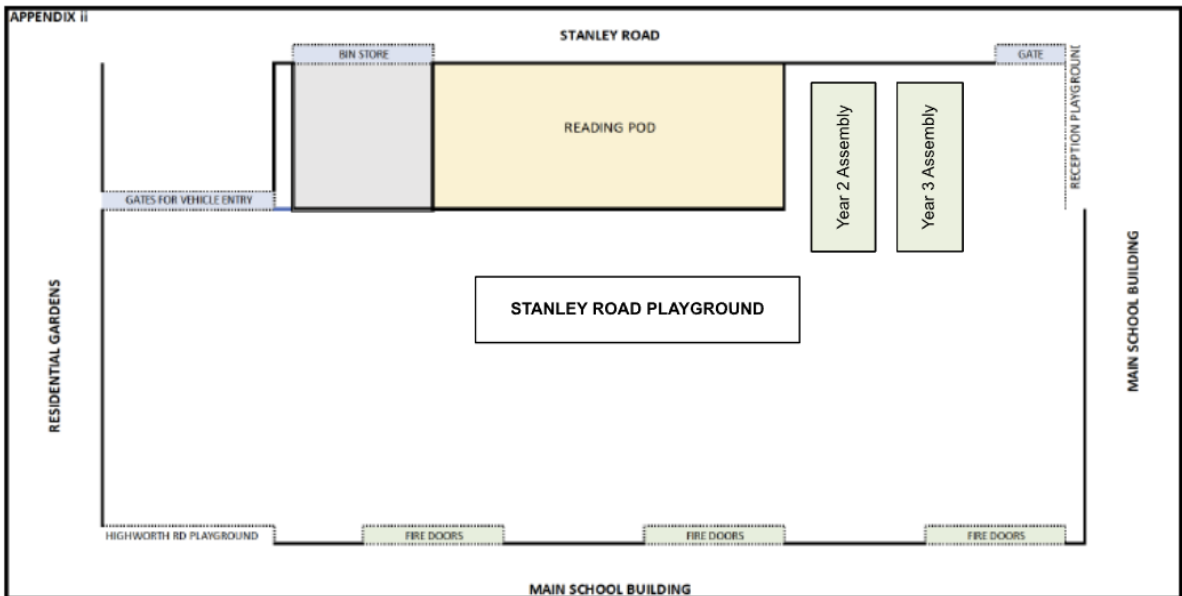 APPENDIX ii
STANLEY ROAD
BIN STORE
GATE
READING POD
Year 2 Assembly
Year 3 Assembly
RECEPTION PLAYGROUND
GATES FOR VEHICLE ENTRY
STANLEY ROAD PLAYGROUND
RESIDENTIAL GARDENS
MAIN SCHOOL BUILDING
HIGHWORTH RD PLAYGROUND
FIRE DOORS
FIRE DOORS
FIRE DOORS
MAIN SCHOOL BUILDING